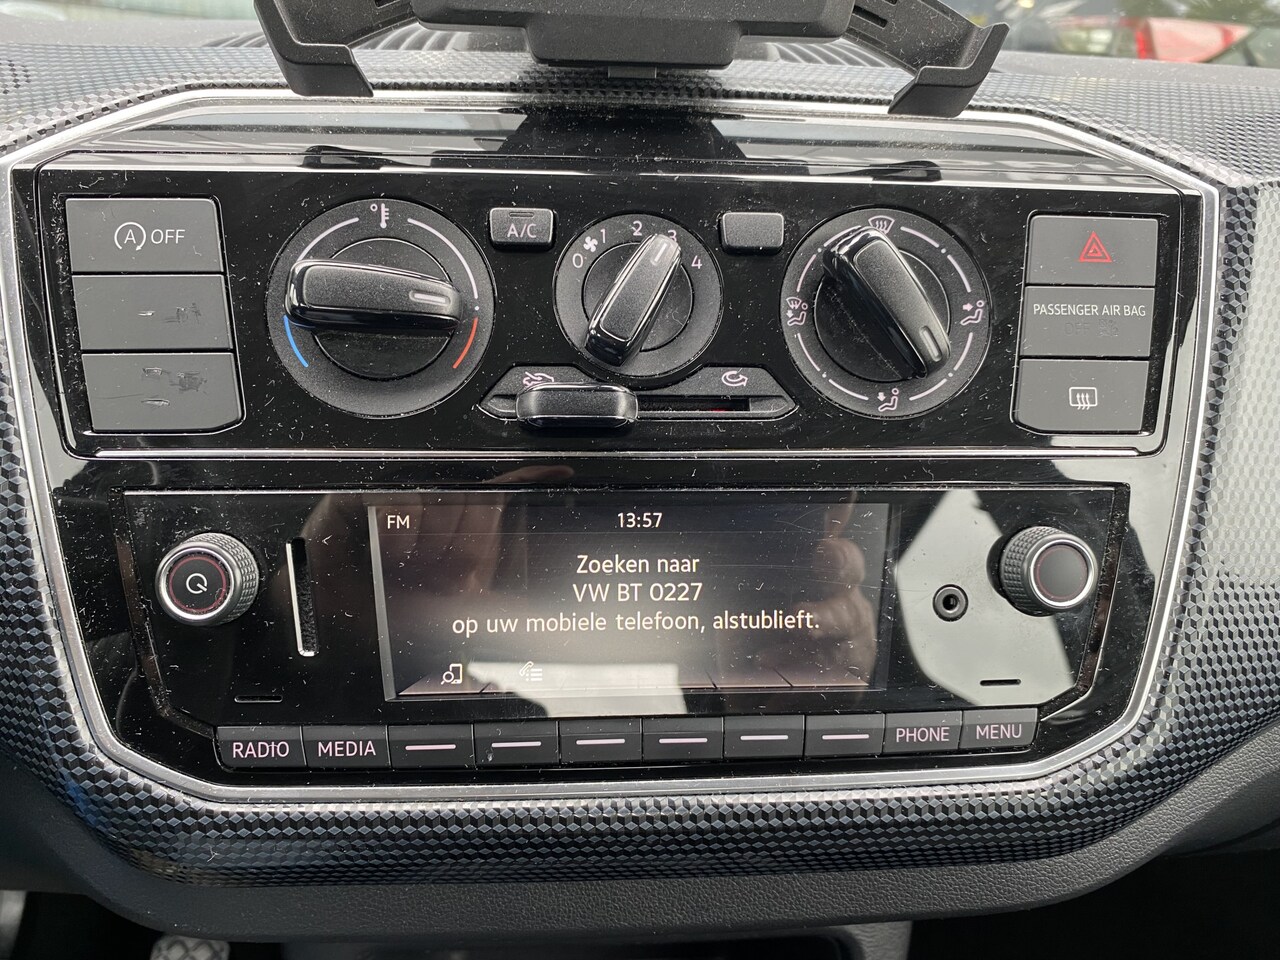 A OFF
A/C
0 1 2 3 4
PASSENGER AIR BAG
OFF
FM 13:57
Zoeken naar
VW BT 0227
op uw mobiele telefoon, alstublieft.
RADIO MEDIA PHONE MENU